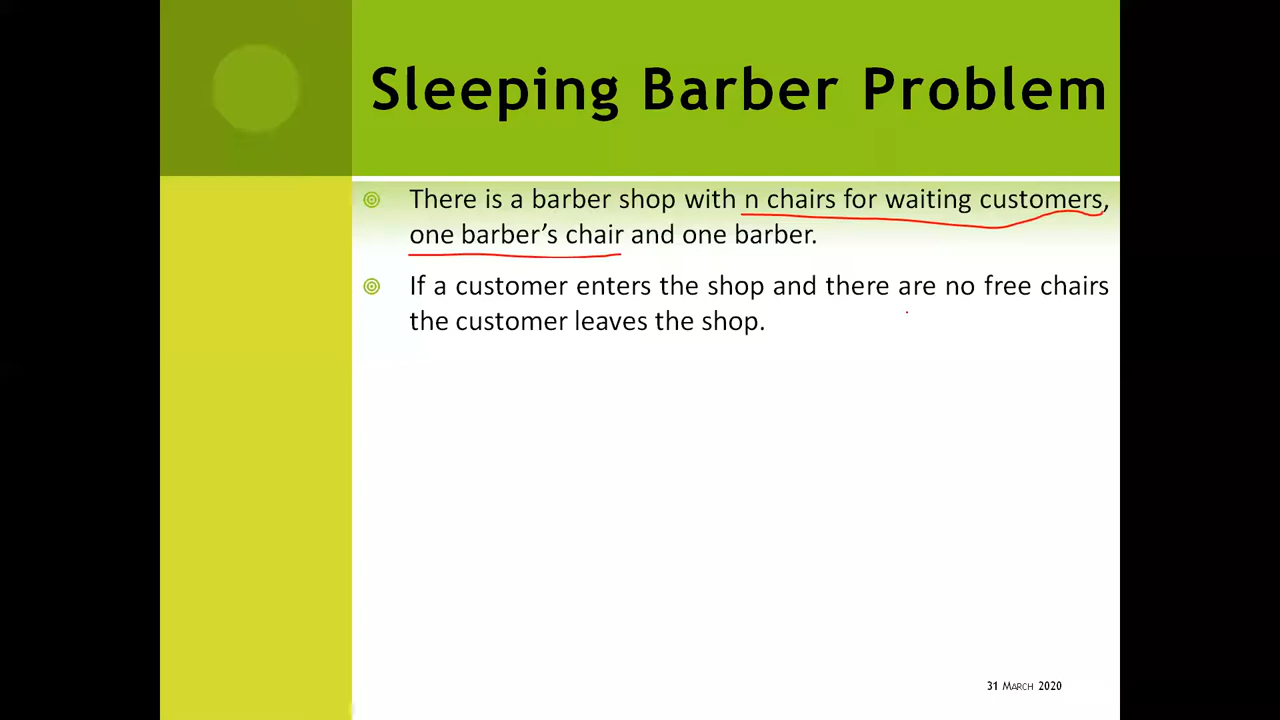 Sleeping Barber Problem
There is a barber shop with n chairs for waiting customers,
one barber’s chair and one barber.
If a customer enters the shop and there are no free chairs
the customer leaves the shop.
31 March 2020